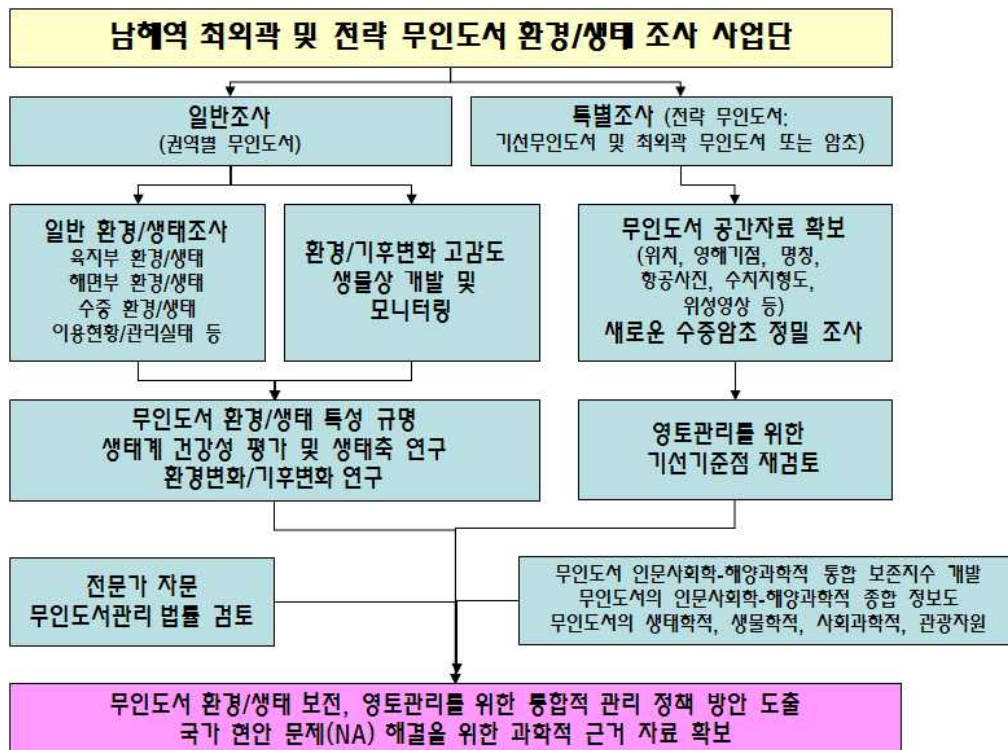 남해역 최외곽 및 전략 무인도서 환경/생태 조사 사업단
일반조사
(권역별 무인도서)
특별조사 (전략 무인도서:
기선무인도서 및 최외곽 무인도서 또는 암초)
일반 환경/생태조사
육지부 환경/생태
해면부 환경/생태
수중 환경/생태
이용현황/관리실태 등
환경/기후변화 고감도
생물상 개발 및
모니터링
무인도서 공간자료 확보
(위치, 영해기점, 명칭,
항공사진, 수치지형도,
위성영상 등)
새로운 수중암초 정밀 조사
무인도서 환경/생태 특성 규명
생태계 건강성 평가 및 생태축 연구
환경변화/기후변화 연구
영토관리를 위한
기선기준점 재검토
전문가 자문
무인도서관리 법률 검토
무인도서 인문사회학-해양과학적 통합 보존지수 개발
무인도서의 인문사회학-해양과학적 종합 정보도
무인도서의 생태학적, 생물학적, 사회과학적, 관광자원
무인도서 환경/생태 보전, 영토관리를 위한 통합적 관리 정책 방안 도출
국가 현안 문제(NA) 해결을 위한 과학적 근거 자료 확보